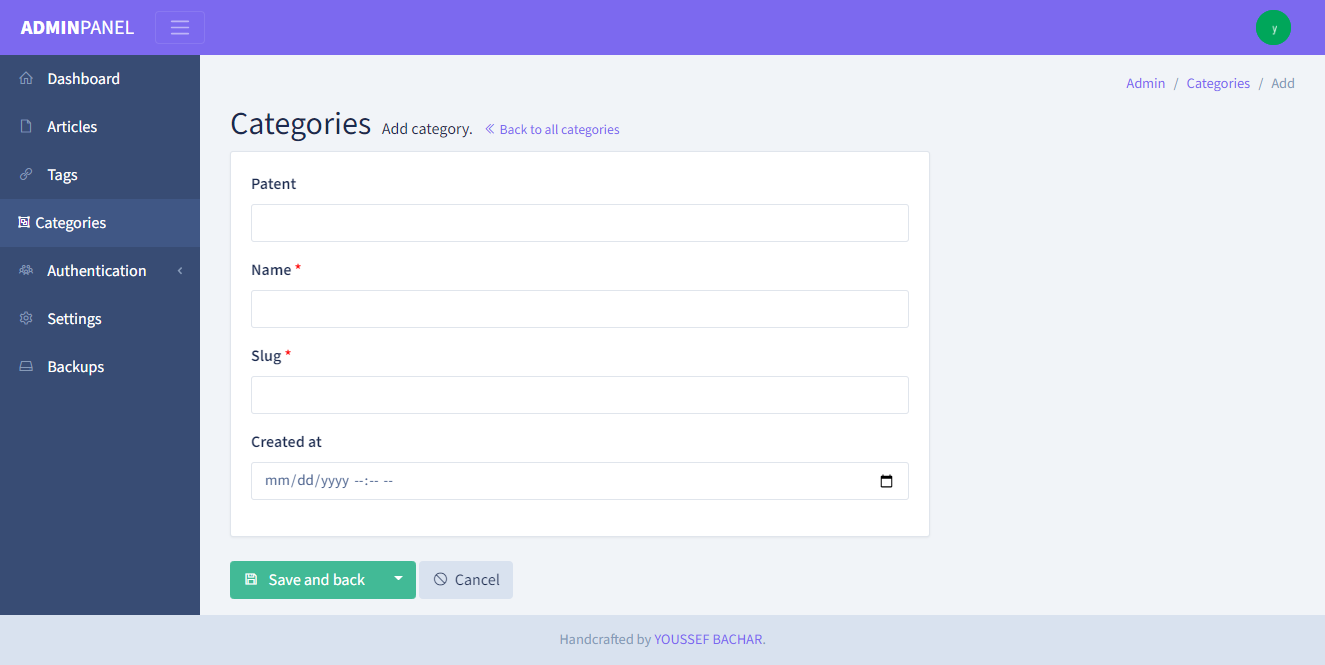 ADMINPANEL
y
Dashboard
Articles
Tags
Categories
Authentication
Settings
Backups
Admin / Categories / Add
Categories Add category. « Back to all categories
Patent
Name *
Slug *
Created at
mm/dd/yyyy --:-- --
Save and back
Cancel
Handcrafted by YOUSSEF BACHAR.